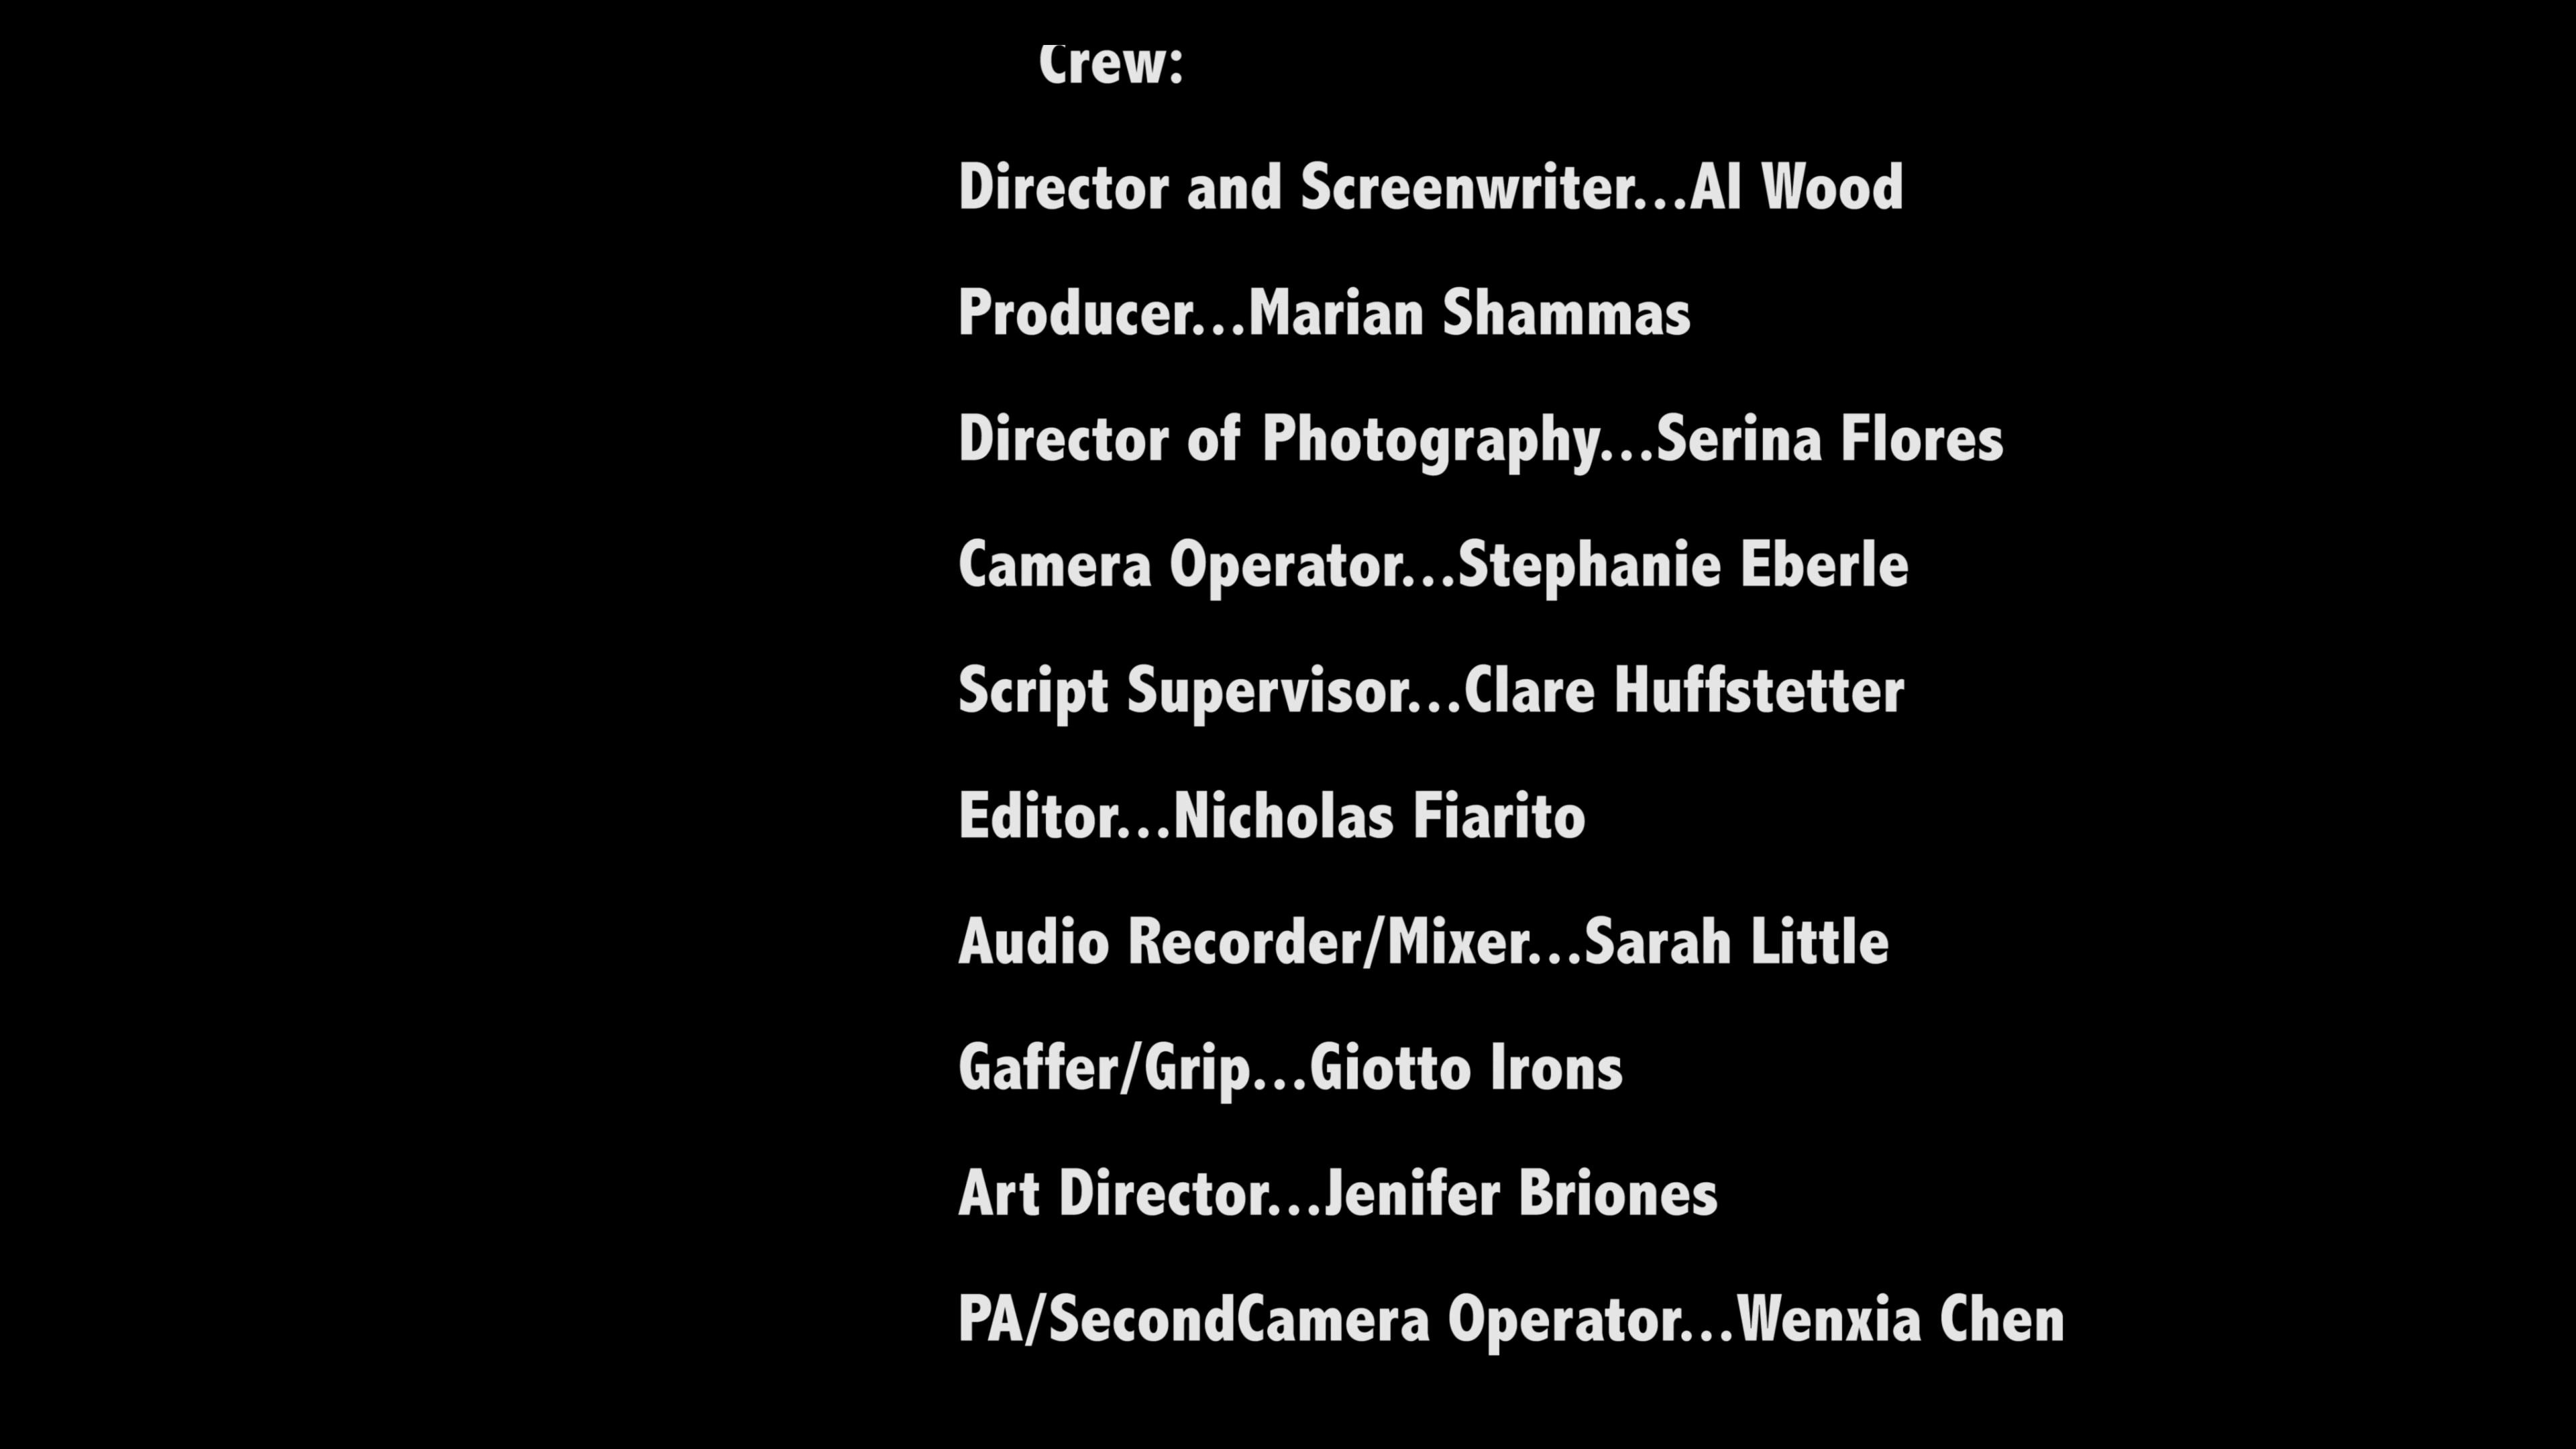 Crew:
Director and Screenwriter...Al Wood
Producer...Marian Shammas
Director of Photography...Serina Flores
Camera Operator...Stephanie Eberle
Script Supervisor...Clare Huffstetter
Editor...Nicholas Fiarito
Audio Recorder/Mixer...Sarah Little
Gaffer/Grip...Giotto Irons
Art Director...Jenifer Briones
PA/SecondCamera Operator...Wenxia Chen